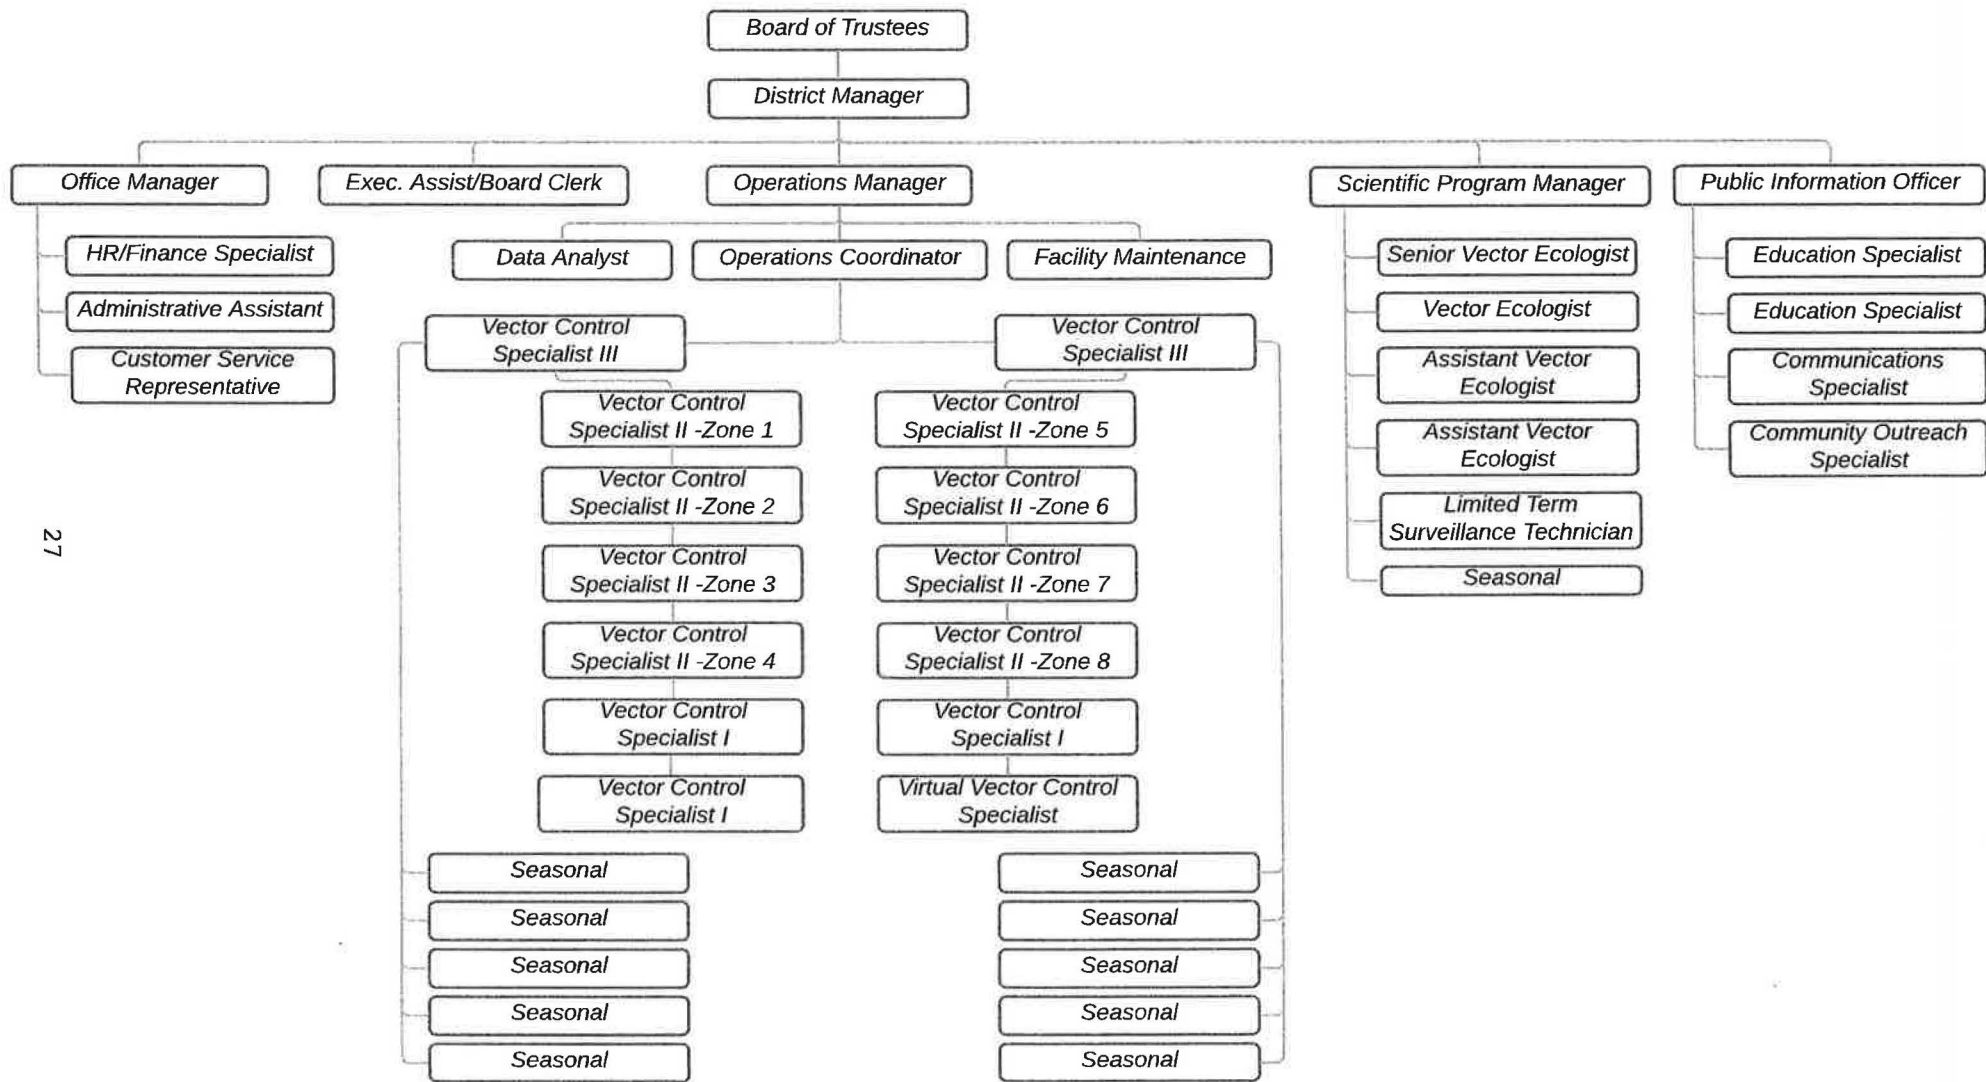 Board of Trustees
District Manager
Office Manager
Exec. Assist/Board Clerk
Operations Manager
Scientific Program Manager
Public Information Officer
HR/Finance Specialist
Administrative Assistant
Customer Service
Representative
Data Analyst
Operations Coordinator
Facility Maintenance
Vector Control
Specialist III
Vector Control
Specialist II -Zone 1
Vector Control
Specialist II -Zone 2
Vector Control
Specialist II -Zone 3
Vector Control
Specialist II -Zone 4
Vector Control
Specialist I
Vector Control
Specialist I
Seasonal
Seasonal
Seasonal
Seasonal
Seasonal
Vector Control
Specialist III
Vector Control
Specialist II -Zone 5
Vector Control
Specialist II -Zone 6
Vector Control
Specialist II -Zone 7
Vector Control
Specialist II -Zone 8
Vector Control
Specialist I
Virtual Vector Control
Specialist
Seasonal
Seasonal
Seasonal
Seasonal
Seasonal
Senior Vector Ecologist
Vector Ecologist
Assistant Vector
Ecologist
Assistant Vector
Ecologist
Limited Term
Surveillance Technician
Seasonal
Education Specialist
Education Specialist
Communications
Specialist
Community Outreach
Specialist
27